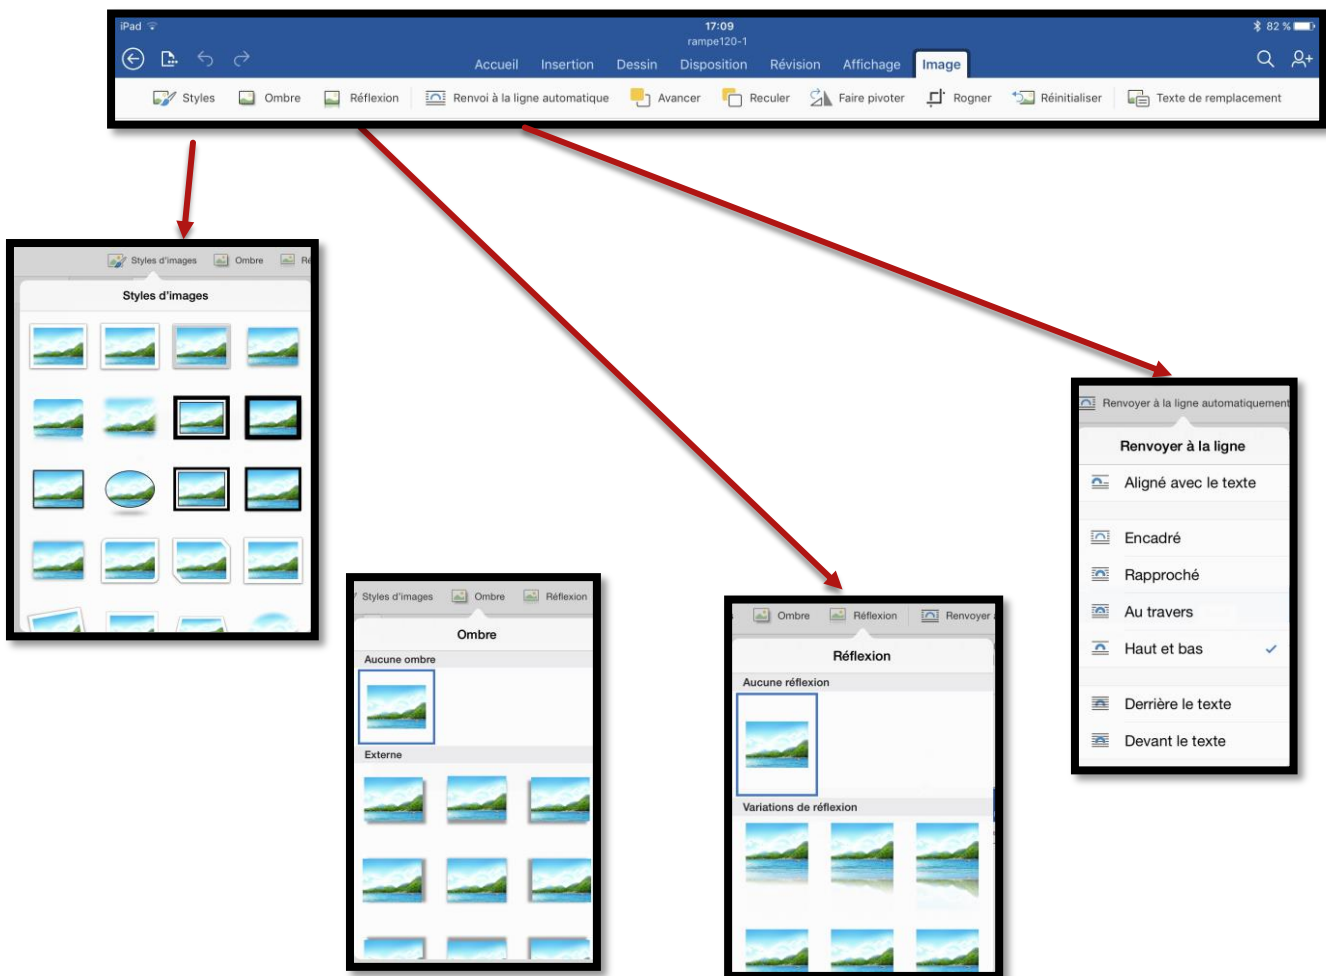 iPad 17:09 82 %
rampe120-1
Accueil Insertion Dessin Disposition Révision Affichage Image
Styles Ombre Réflexion Renvoi à la ligne automatique Avancer Reculer Faire pivoter Rogner Réinitialiser Texte de remplacement
Styles d'images Ombre Ré
Styles d'images
Renvoyer à la ligne automatiquement
Renvoyer à la ligne
Aligné avec le texte
Encadré
Rapproché
Au travers
Haut et bas
Derrière le texte
Devant le texte
Styles d'images Ombre Réflexion
Ombre
Aucune ombre
Externe
s Ombre Réflexion Renvoyer
Réflexion
Aucune réflexion
Variations de réflexion